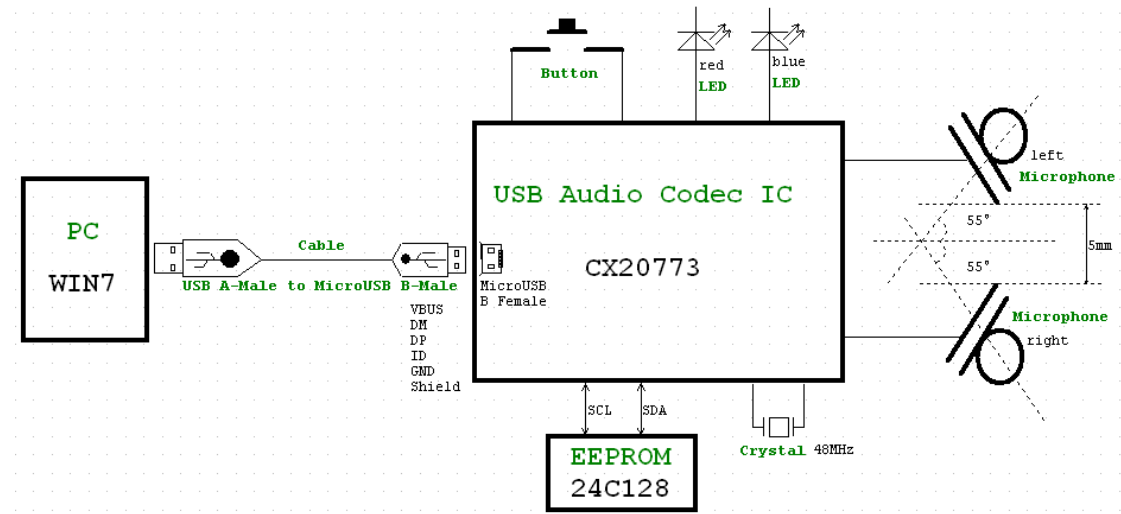 Button
red
LED
blue
LED
left
Microphone
USB Audio Codec IC
CX20773
PC
WIN7
Cable
USB A-Male to MicroUSB B-Male
MicroUSB
B Female
VBUS
DM
DP
ID
GND
Shield
55°
55°
5mm
Microphone
right
SCL
SDA
EEPROM
24C128
Crystal 48MHz